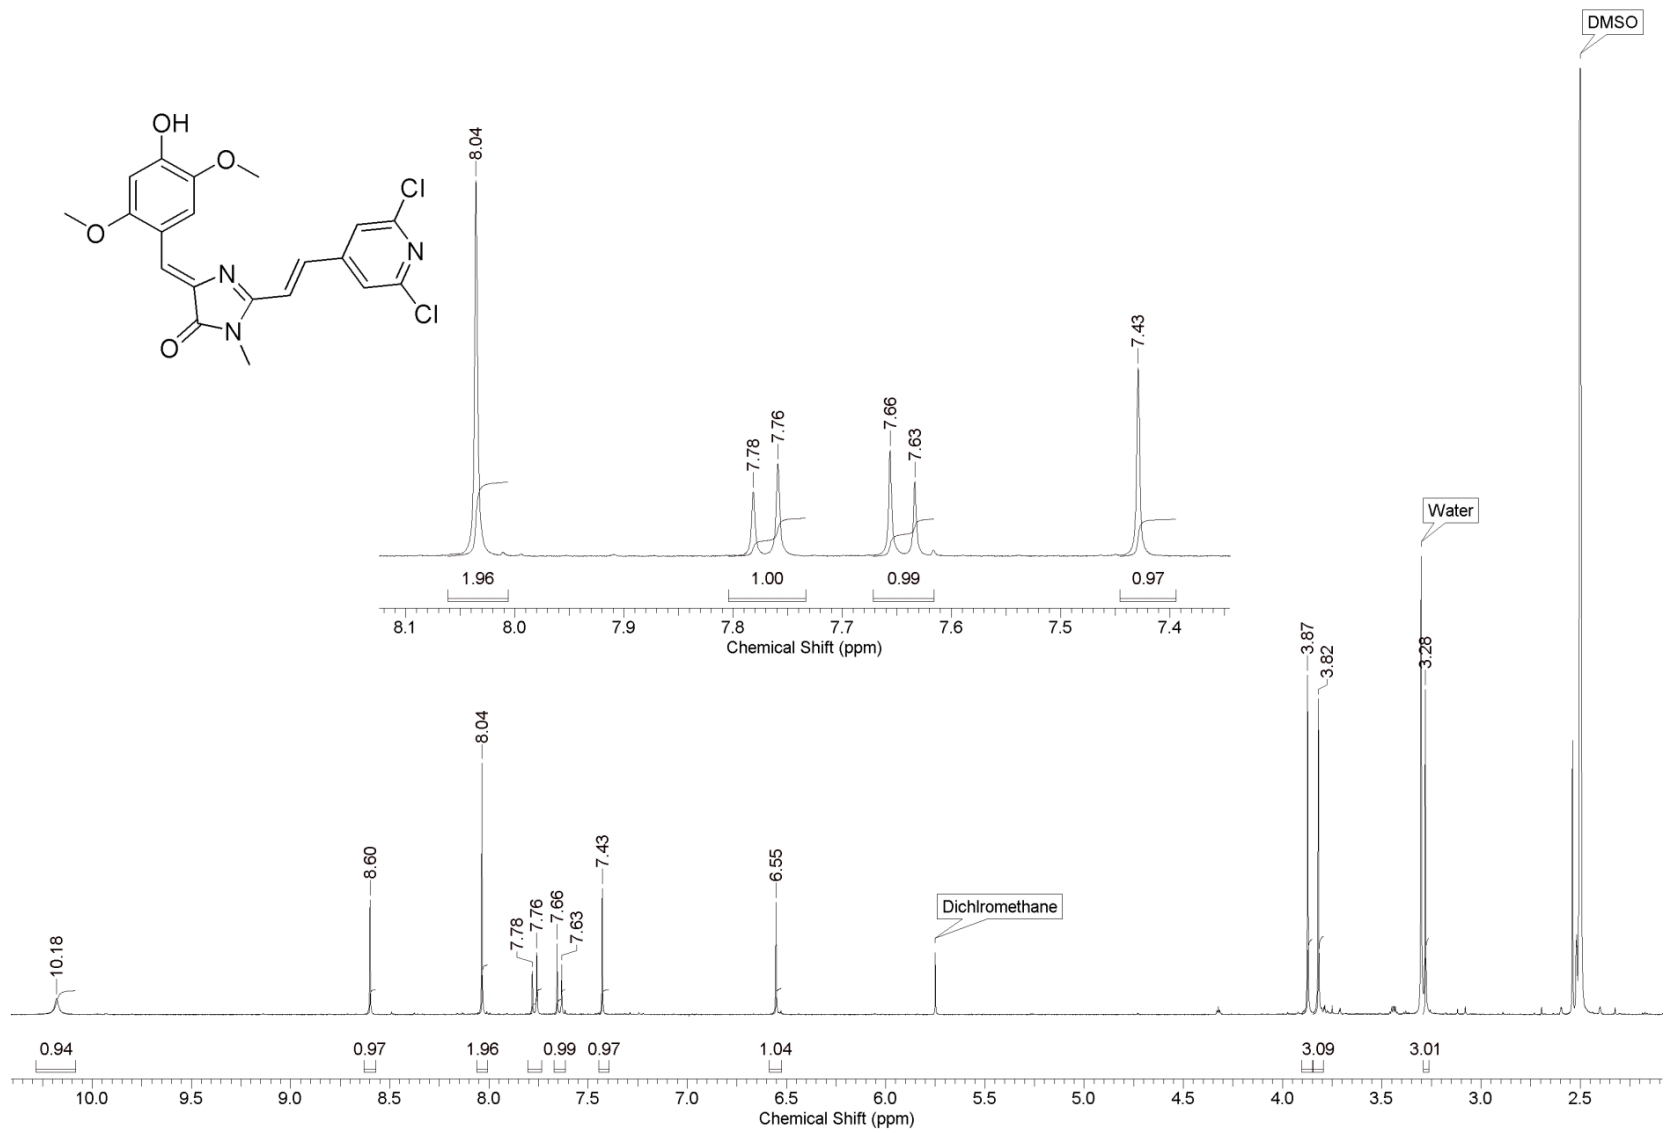 DMSO
OH
O
O
Cl
N
N
Cl
O
N
8.04
7.78
7.76
7.66
7.63
7.43
1.96
1.00
0.99
0.97
8.1 8.0 7.9 7.8 7.7 7.6 7.5 7.4
Chemical Shift (ppm)
Water
3.87
3.82
3.28
10.18
8.60
8.04
7.78
7.76
7.66
7.63
7.43
6.55
Dichlromethane
0.94 0.97 1.96 0.99 0.97 1.04 3.09 3.01
10.0 9.5 9.0 8.5 8.0 7.5 7.0 6.5 6.0 5.5 5.0 4.5 4.0 3.5 3.0 2.5
Chemical Shift (ppm)